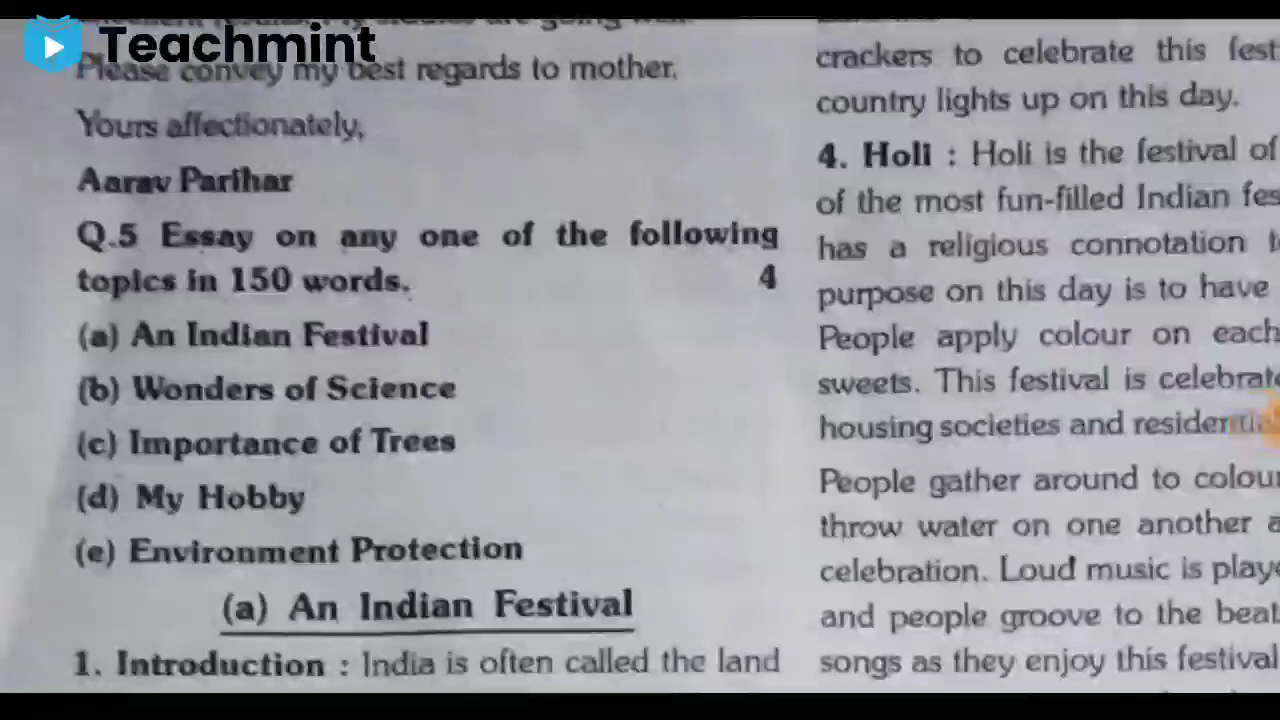 Teachmint
Please convey my best regards to mother.
Yours affectionately,
Aarav Parihar
Q.5 Essay on any one of the following
topics in 150 words. 4
(a) An Indian Festival
(b) Wonders of Science
(c) Importance of Trees
(d) My Hobby
(e) Environment Protection
(a) An Indian Festival
1. Introduction : India is often called the land
crackers to celebrate this fest
country lights up on this day.
4. Holi : Holi is the festival of
of the most fun-filled Indian fes
has a religious connotation
purpose on this day is to have
People apply colour on each
sweets. This festival is celebrate
housing societies and residential
People gather around to colour
throw water on one another a
celebration. Loud music is playe
and people groove to the beat
songs as they enjoy this festival